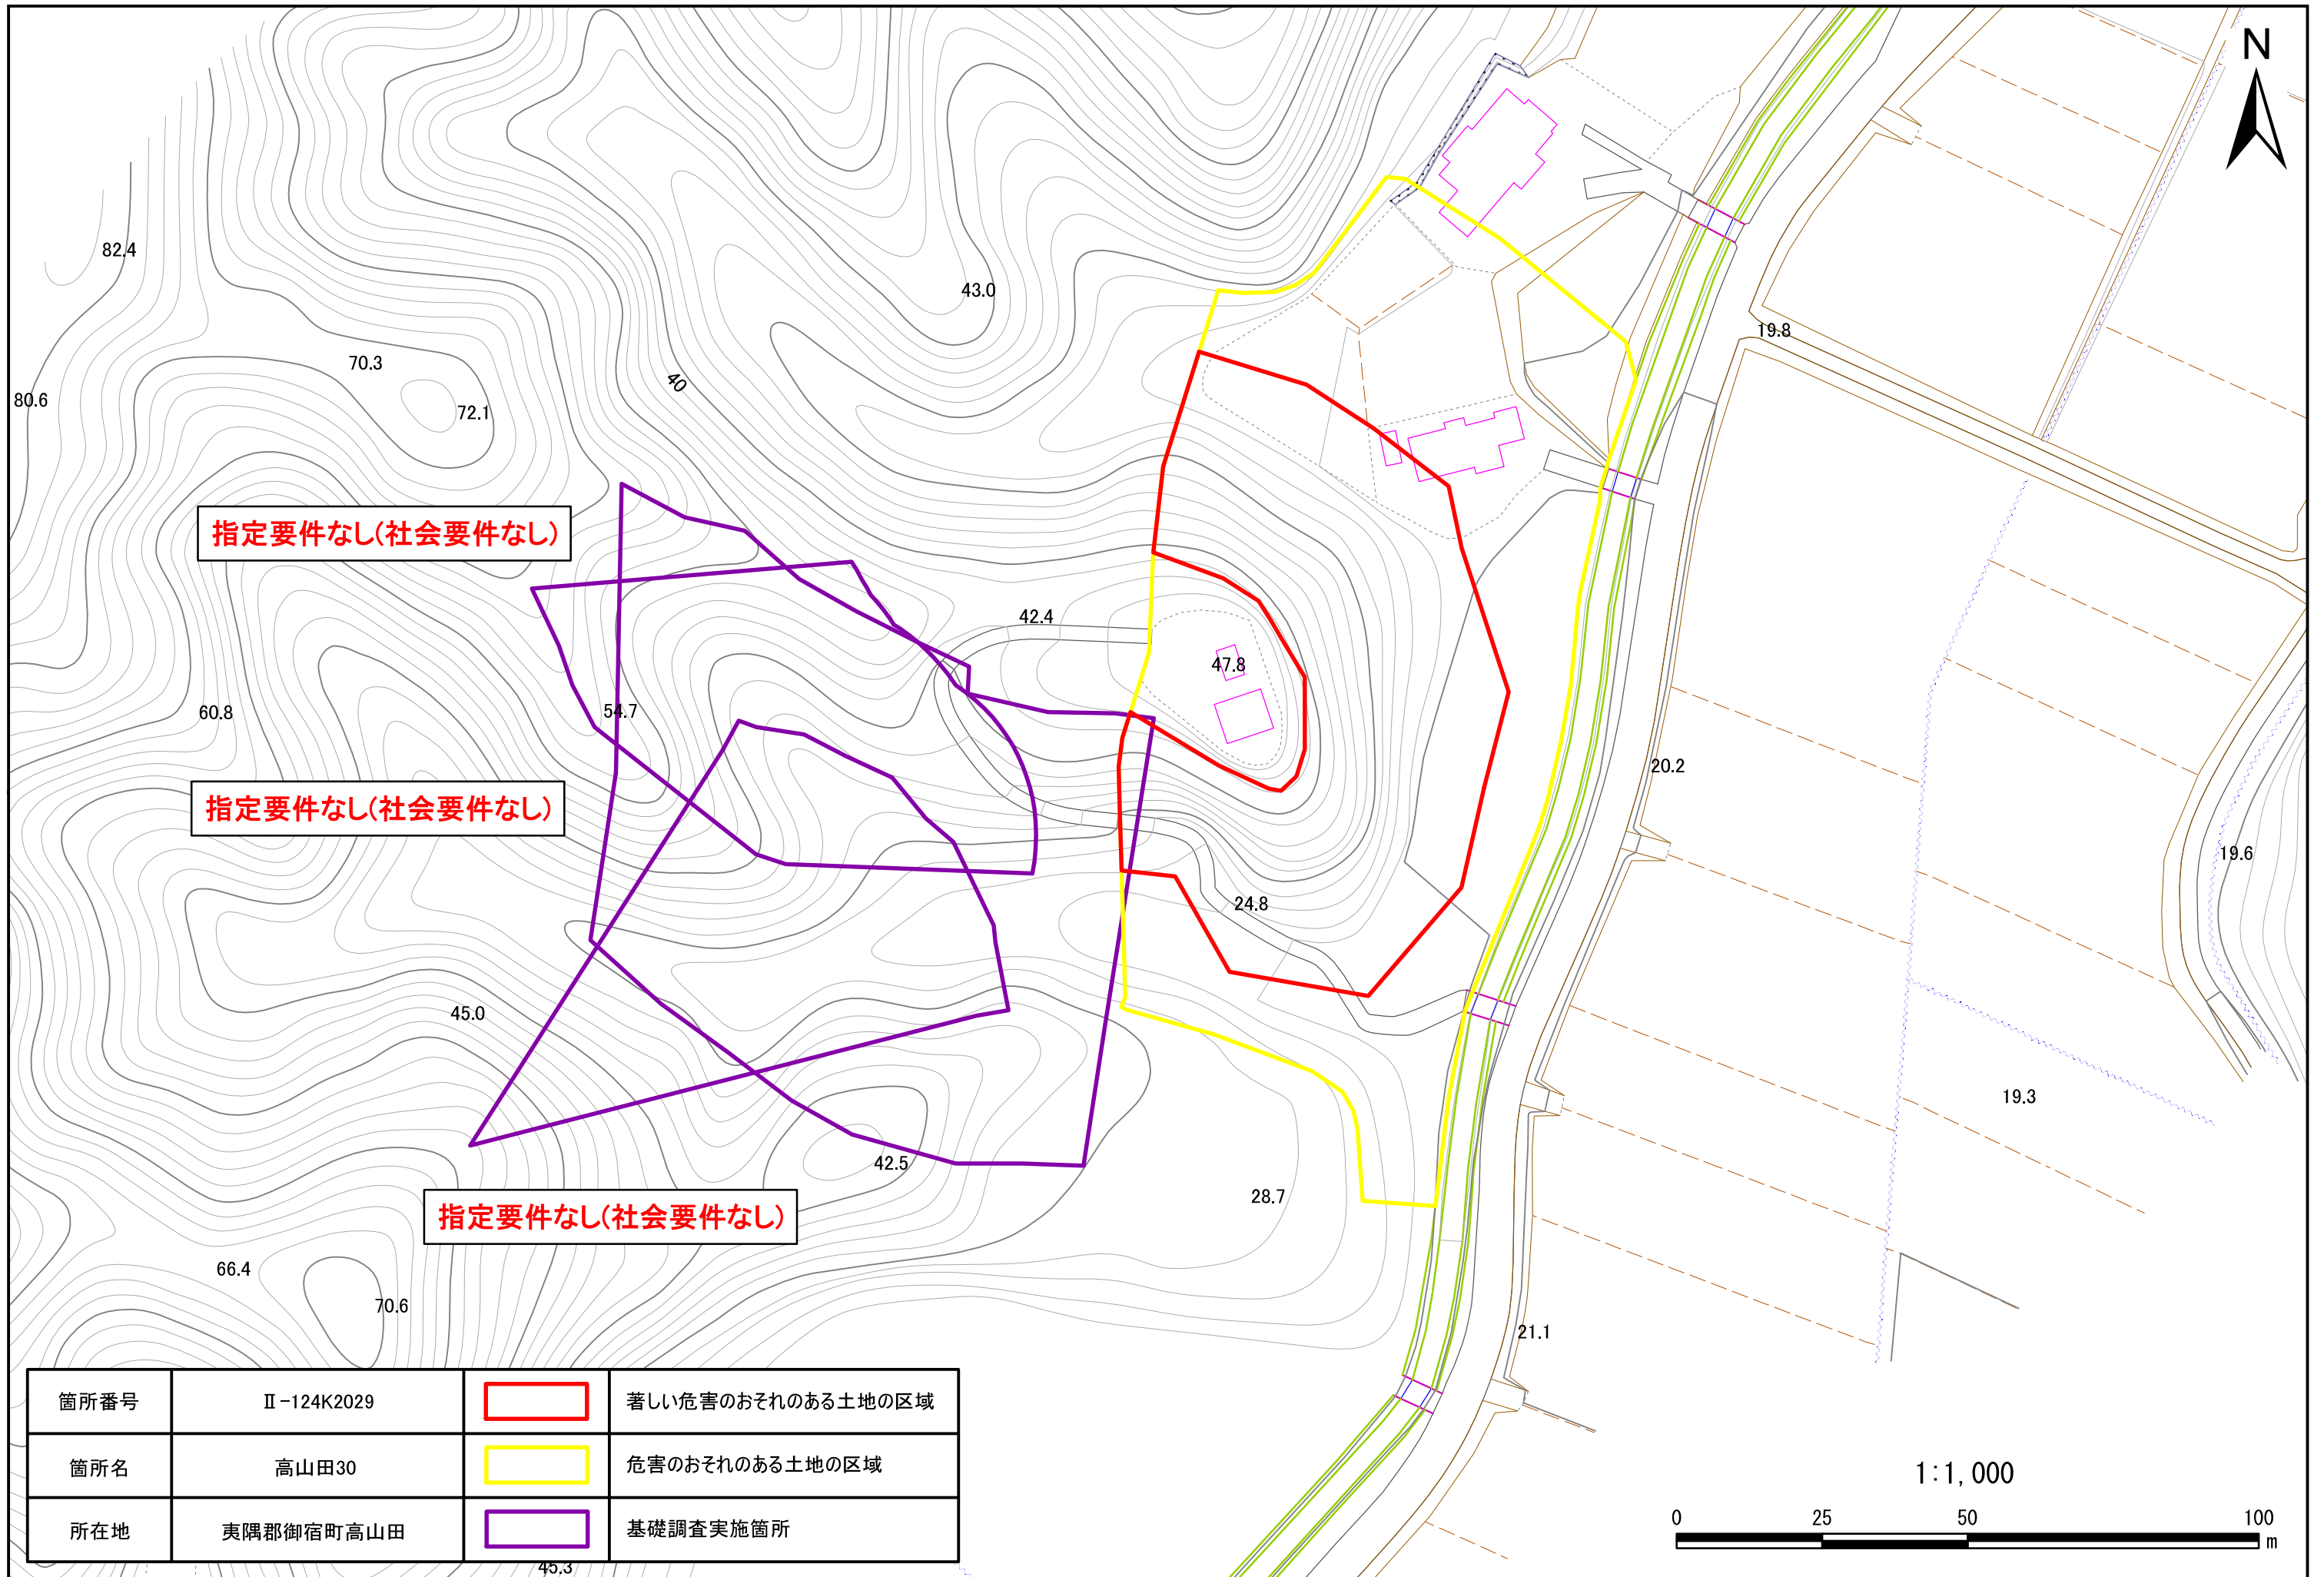 N
82.4
43.0
19.8
70.3
40
80.6
72.1
指定要件なし(社会要件なし)
42.4
47.8
60.8
54.7
20.2
指定要件なし(社会要件なし)
19.6
24.8
45.0
19.3
42.5
28.7
指定要件なし(社会要件なし)
66.4
70.6
21.1
箇所番号 Ⅱ-124K2029 著しい危害のおそれのある土地の区域
箇所名 高山田30 危害のおそれのある土地の区域
所在地 夷隅郡御宿町高山田 基礎調査実施箇所
45.3
1:1,000
0 25 50 100
m